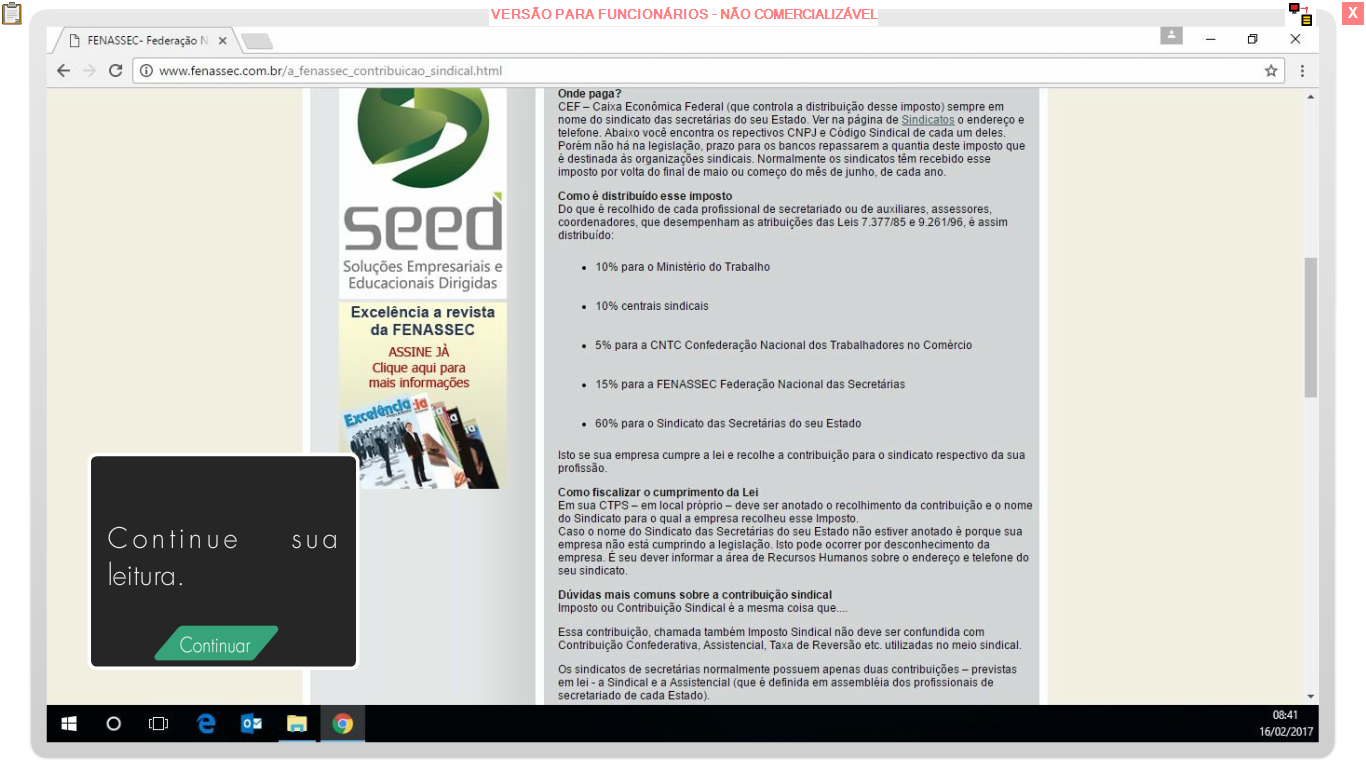 VERSÃO PARA FUNCIONÁRIOS - NÃO COMERCIALIZÁVEL
X
FENASSEC- Federação N
www.fenassec.com.br/a_fenassec_contribuicao_sindical.html
seed
Soluções Empresariais e
Educacionais Dirigidas
Excelência a revista
da FENASSEC
ASSINE JÀ
Clique aqui para
mais informações
Excelência
Onde paga?
CEF – Caixa Econômica Federal (que controla a distribuição desse imposto) sempre em
nome do sindicato das secretárias do seu Estado. Ver na página de Sindicatos o endereço e
telefone. Abaixo você encontra os repectivos CNPJ e Código Sindical de cada um deles.
Porém não há na legislação, prazo para os bancos repassarem a quantia deste imposto que
é destinada às organizações sindicais. Normalmente os sindicatos têm recebido esse
imposto por volta do final de maio ou começo do mês de junho, de cada ano.
Como é distribuído esse imposto
Do que é recolhido de cada profissional de secretariado ou de auxiliares, assessores,
coordenadores, que desempenham as atribuições das Leis 7.377/85 e 9.261/96, é assim
distribuído:
• 10% para o Ministério do Trabalho
• 10% centrais sindicais
• 5% para a CNTC Confederação Nacional dos Trabalhadores no Comércio
• 15% para a FENASSEC Federação Nacional das Secretárias
• 60% para o Sindicato das Secretárias do seu Estado
Isto se sua empresa cumpre a lei e recolhe a contribuição para o sindicato respectivo da sua
profissão.
Como fiscalizar o cumprimento da Lei
Em sua CTPS – em local próprio – deve ser anotado o recolhimento da contribuição e o nome
do Sindicato para o qual a empresa recolheu esse Imposto.
Caso o nome do Sindicato das Secretárias do seu Estado não estiver anotado é porque sua
empresa não está cumprindo a legislação. Isto pode ocorrer por desconhecimento da
empresa. É seu dever informar a área de Recursos Humanos sobre o endereço e telefone do
seu sindicato.
Dúvidas mais comuns sobre a contribuição sindical
Imposto ou Contribuição Sindical é a mesma coisa que....
Essa contribuição, chamada também Imposto Sindical não deve ser confundida com
Contribuição Confederativa, Assistencial, Taxa de Reversão etc. utilizadas no meio sindical.
Os sindicatos de secretárias normalmente possuem apenas duas contribuições – previstas
em lei - a Sindical e a Assistencial (que é definida em assembléia dos profissionais de
secretariado de cada Estado).
Continue sua
leitura.
Continuar
08:41
16/02/2017